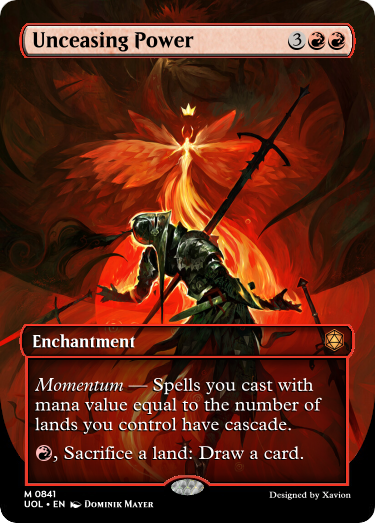 Unceasing Power 3
Enchantment
Momentum — Spells you cast with
mana value equal to the number of
lands you control have cascade.
, Sacrifice a land: Draw a card.
M 0841
UOL • EN Dominik Mayer
Designed by Xavion